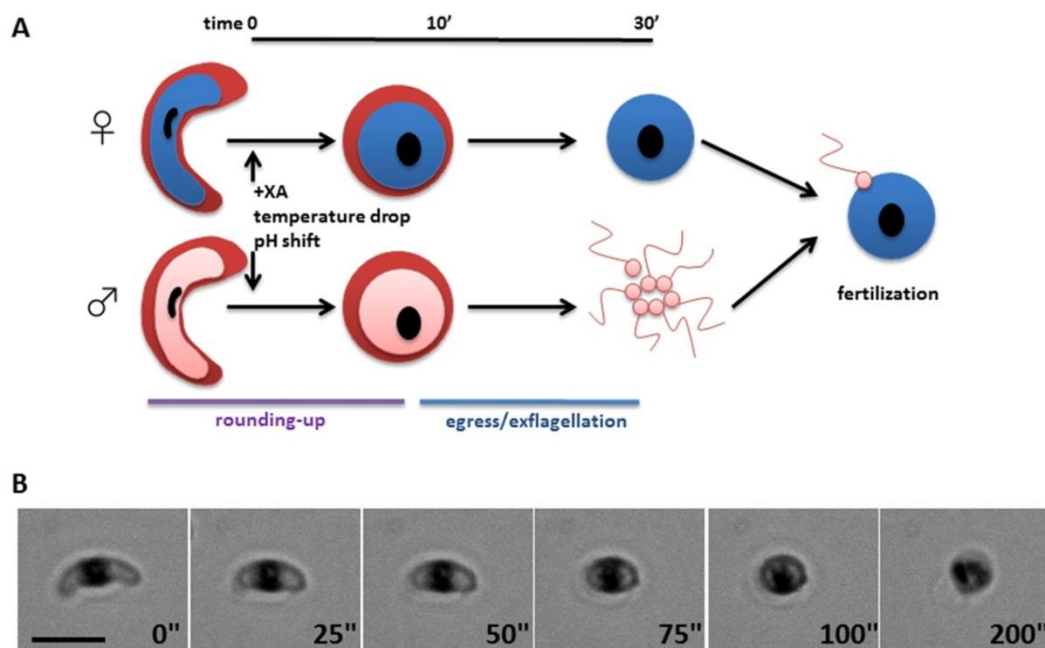 A
time 0 10’ 30’
♀
+XA
temperature drop
pH shift
♂
fertilization
rounding-up egress/exflagellation
B
0" 25" 50" 75" 100" 200"